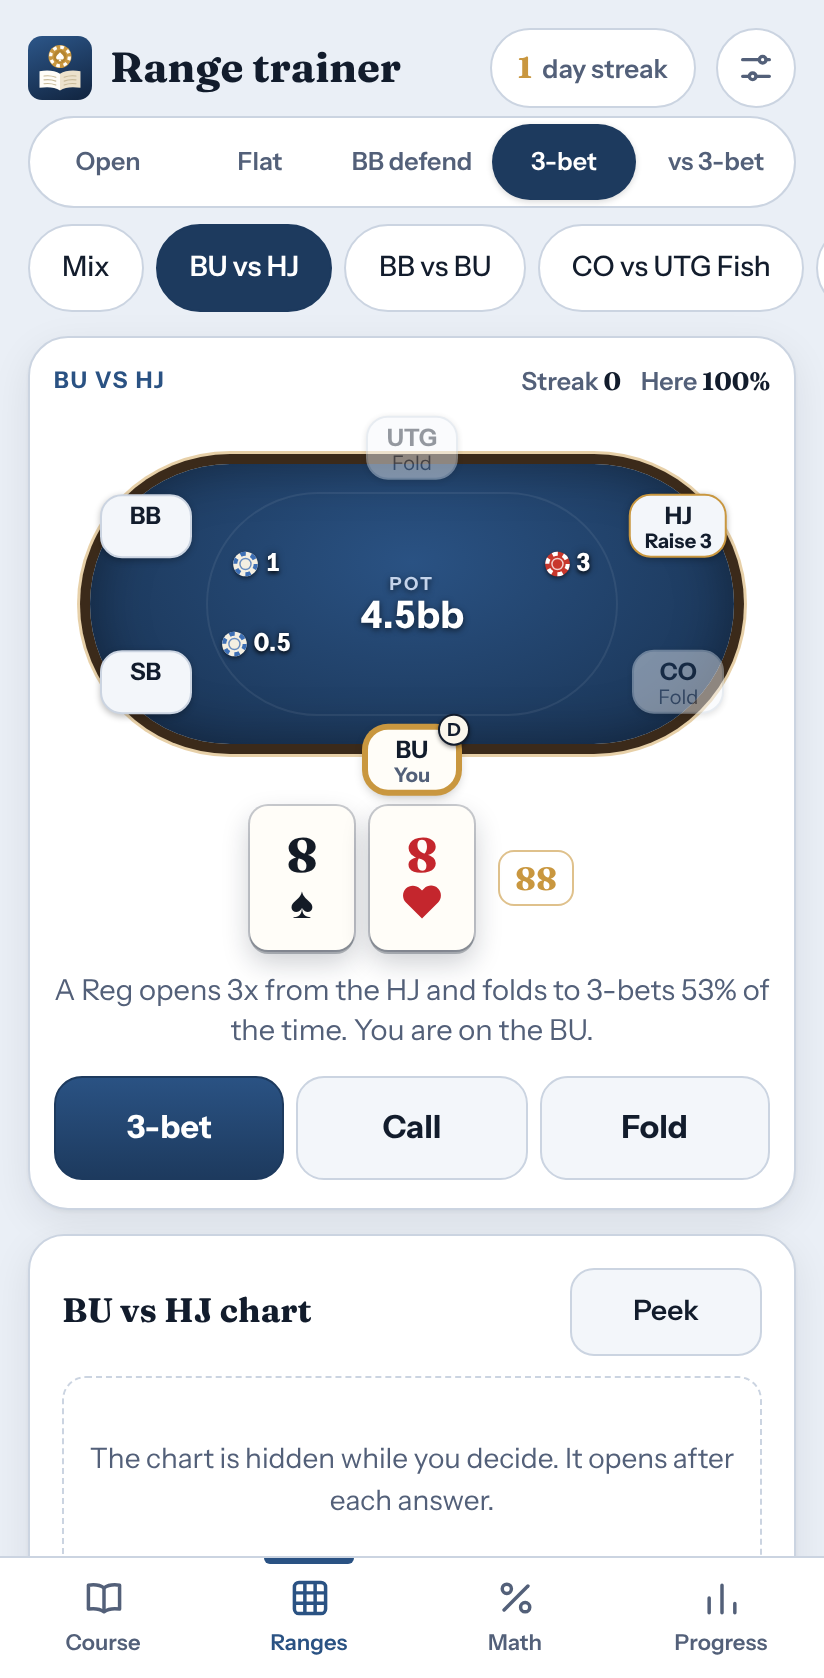 Range trainer
1 day streak
Open Flat BB defend 3-bet vs 3-bet
Mix BU vs HJ BB vs BU CO vs UTG Fish
BU VS HJ
Streak 0 Here 100%
UTG
Fold
BB
HJ
Raise 3
1
3
POT
4.5bb
0.5
SB
CO
Fold
D
BU
You
8 8
88
A Reg opens 3x from the HJ and folds to 3-bets 53% of
the time. You are on the BU.
3-bet Call Fold
BU vs HJ chart
Peek
The chart is hidden while you decide. It opens after
each answer.
Course Ranges Math Progress